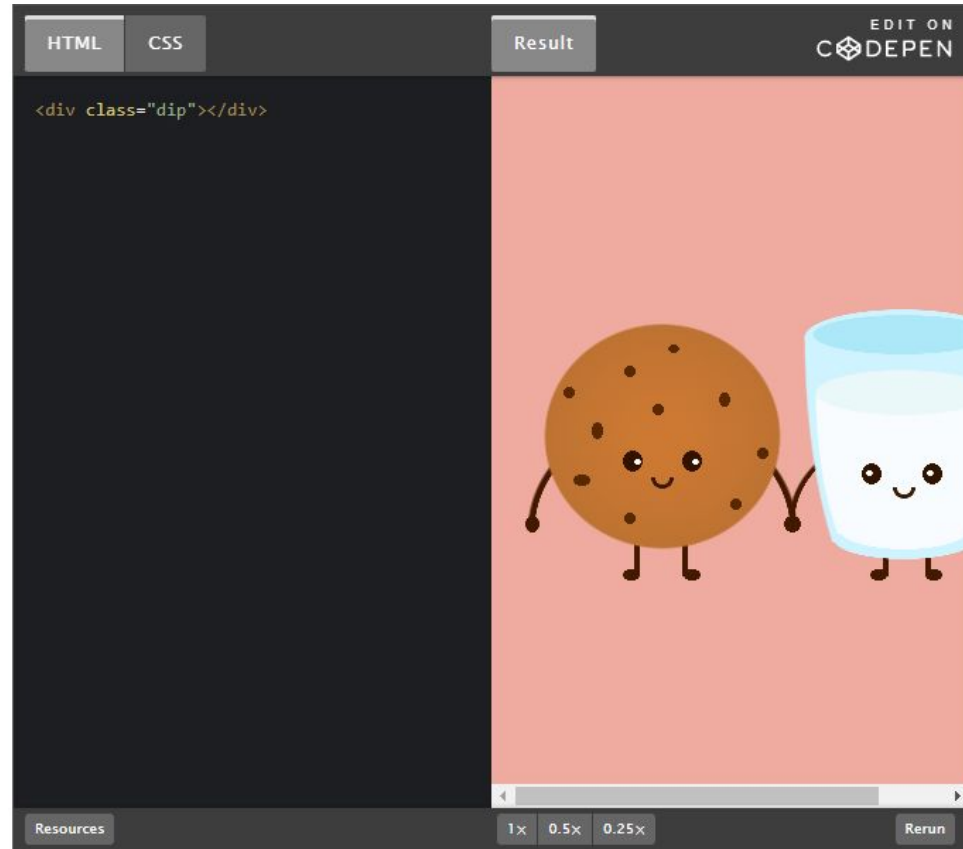 HTML CSS Result EDIT ON
CODEPEN
<div class="dip"></div>
Resources 1× 0.5× 0.25× Rerun